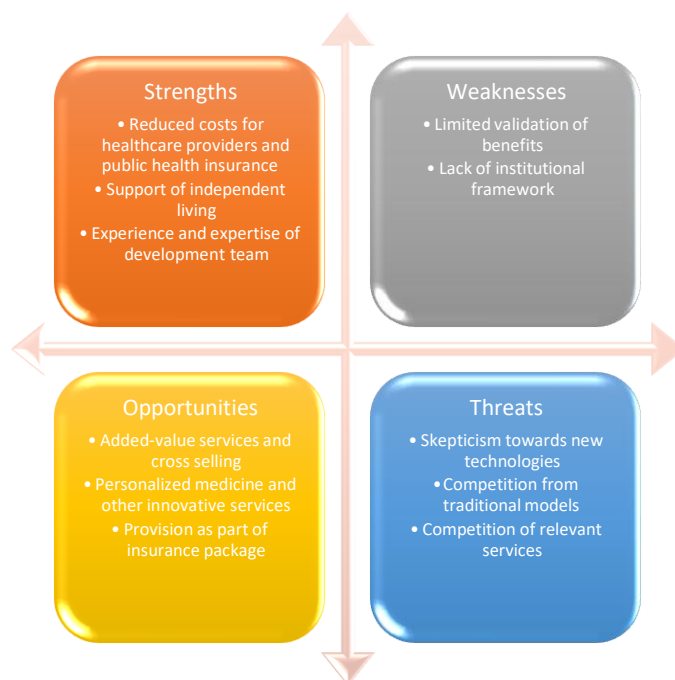 Strengths
• Reduced costs for
healthcare providers and
public health insurance
• Support of independent
living
• Experience and expertise of
development team
Weaknesses
• Limited validation of
benefits
• Lack of institutional
framework
Opportunities
• Added-value services and
cross selling
• Personalized medicine and
other innovative services
• Provision as part of
insurance package
Threats
• Skepticism towards new
technologies
• Competition from
traditional models
• Competition of relevant
services